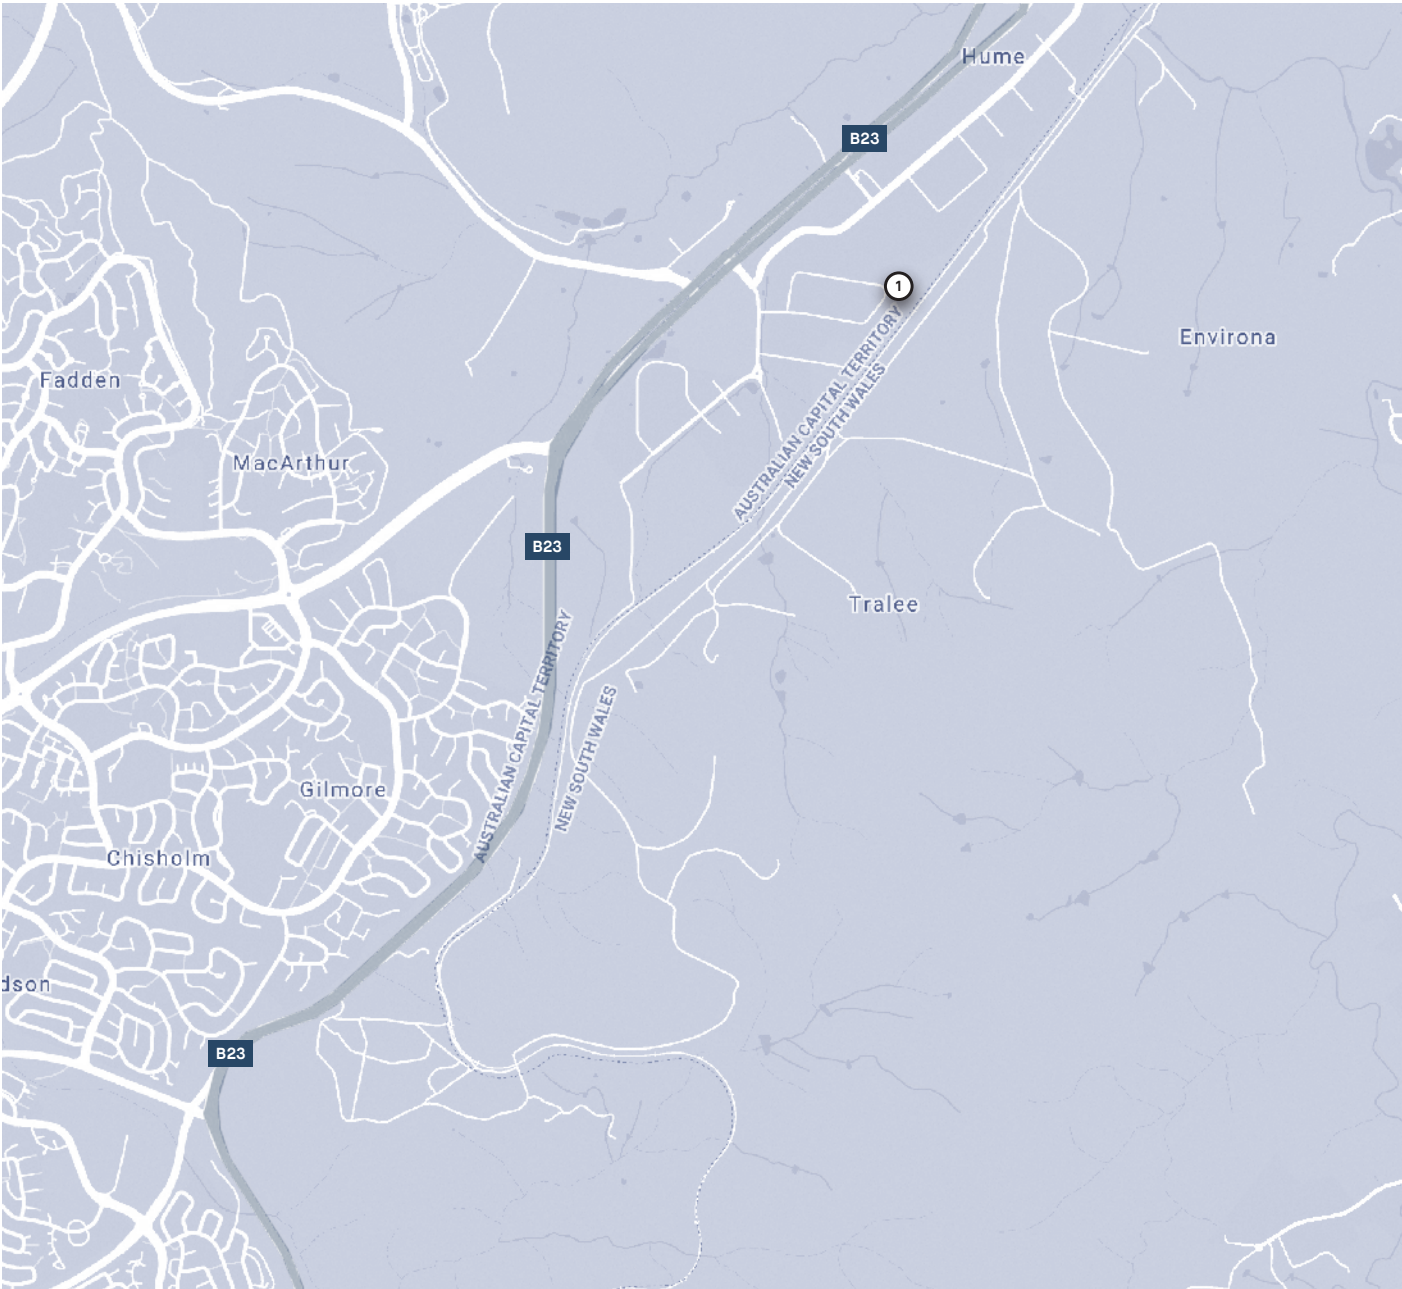 Hume
B23
1
Environa
Fadden
AUSTRALIAN CAPITAL TERRITORY
NEW SOUTH WALES
MacArthur
B23
Tralee
AUSTRALIAN CAPITAL TERRITORY
NEW SOUTH WALES
Gilmore
Chisholm
dson
B23